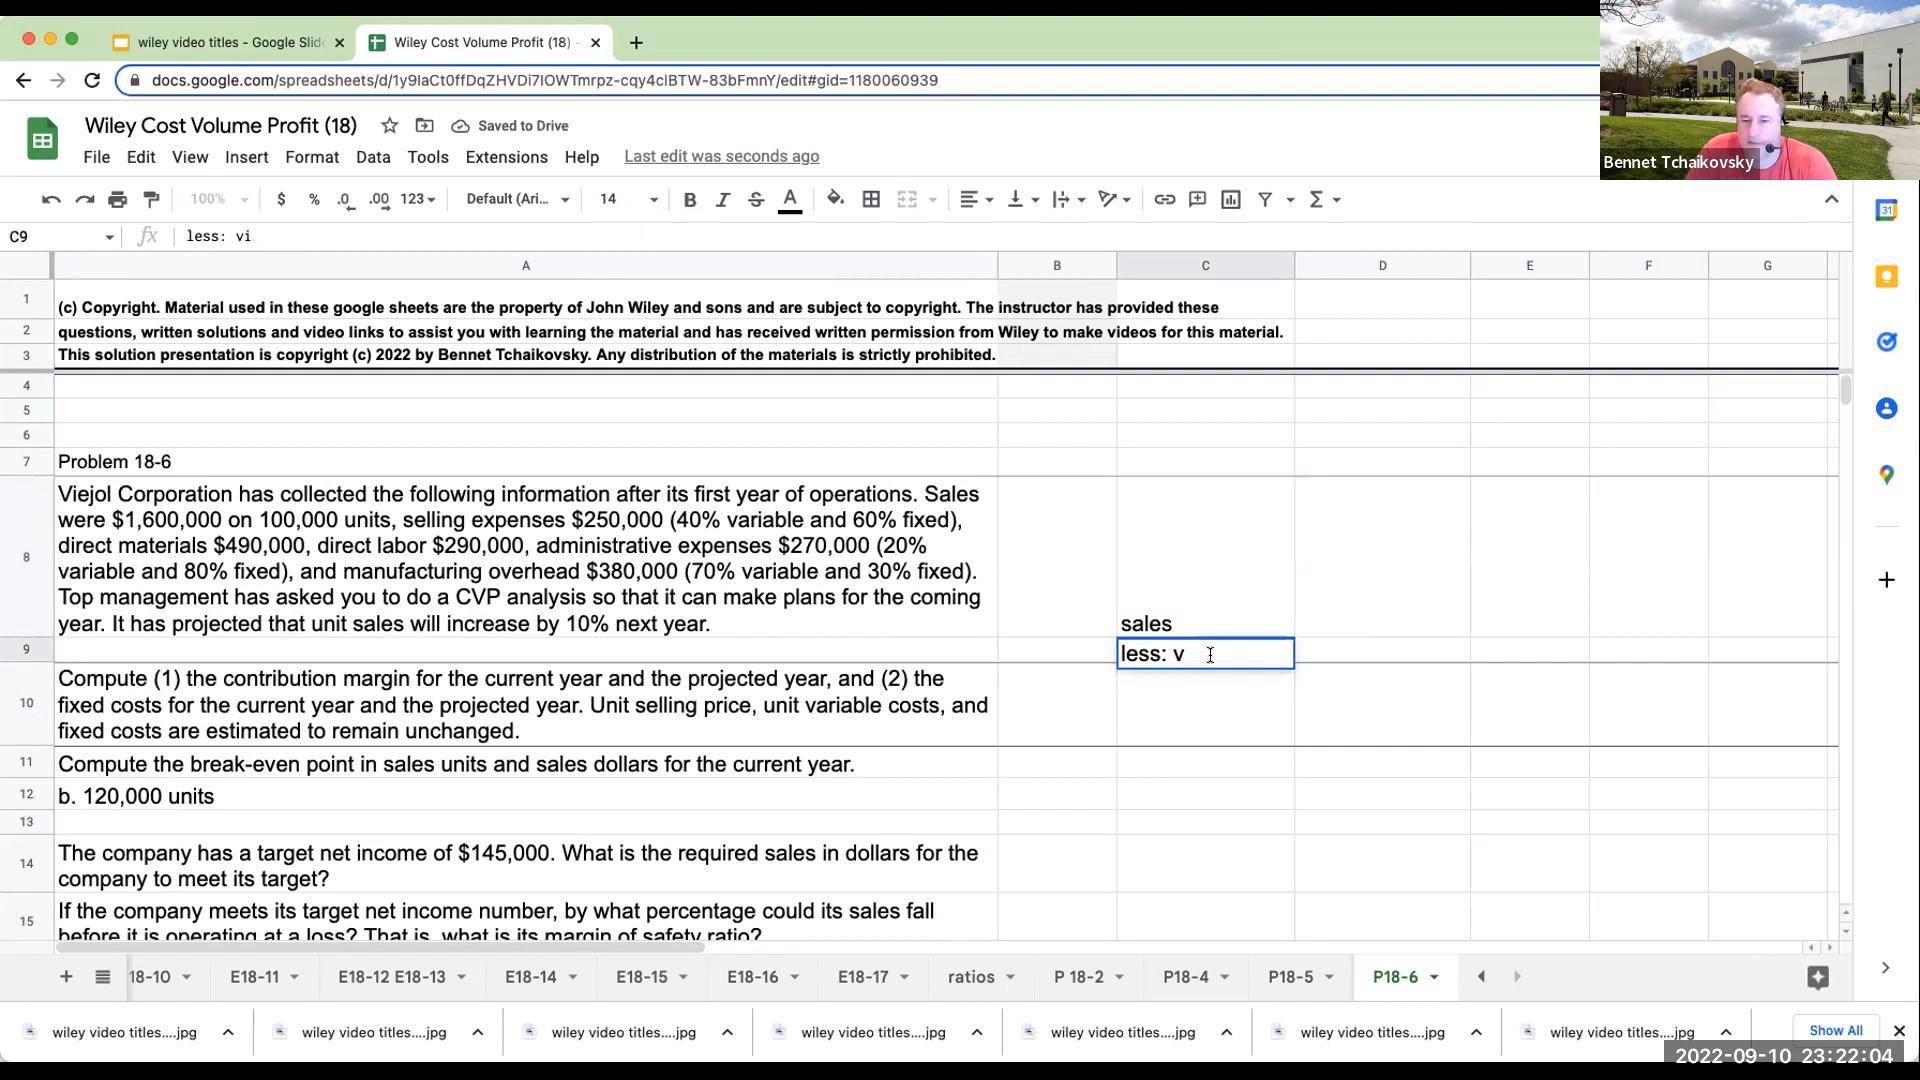 wiley video titles - Google Slid
Wiley Cost Volume Profit (18) -
docs.google.com/spreadsheets/d/1y9IaCt0ffDqZHVDi7IOWTmrpz-cqy4clBTW-83bFmnY/edit#gid=1180060939
Wiley Cost Volume Profit (18)
Saved to Drive
File Edit View Insert Format Data Tools Extensions Help Last edit was seconds ago
Bennet Tchaikovsky
100% $ % .0 .00 123 Default (Ari... 14 B I S A
31
C9 fx less: vi
A B C D E F G
1 (c) Copyright. Material used in these google sheets are the property of John Wiley and sons and are subject to copyright. The instructor has provided these
2 questions, written solutions and video links to assist you with learning the material and has received written permission from Wiley to make videos for this material.
3 This solution presentation is copyright (c) 2022 by Bennet Tchaikovsky. Any distribution of the materials is strictly prohibited.
4
5
6
7 Problem 18-6
Viejol Corporation has collected the following information after its first year of operations. Sales
were $1,600,000 on 100,000 units, selling expenses $250,000 (40% variable and 60% fixed),
direct materials $490,000, direct labor $290,000, administrative expenses $270,000 (20%
8
variable and 80% fixed), and manufacturing overhead $380,000 (70% variable and 30% fixed).
Top management has asked you to do a CVP analysis so that it can make plans for the coming
year. It has projected that unit sales will increase by 10% next year.
sales
9 less: v
Compute (1) the contribution margin for the current year and the projected year, and (2) the
10 fixed costs for the current year and the projected year. Unit selling price, unit variable costs, and
fixed costs are estimated to remain unchanged.
11 Compute the break-even point in sales units and sales dollars for the current year.
12 b. 120,000 units
13
The company has a target net income of $145,000. What is the required sales in dollars for the
14
company to meet its target?
If the company meets its target net income number, by what percentage could its sales fall
15
before it is operating at a loss? That is, what is its margin of safety ratio?
18-10 E18-11 E18-12 E18-13 E18-14 E18-15 E18-16 E18-17 ratios P 18-2 P18-4 P18-5 P18-6
wiley video titles....jpg wiley video titles....jpg wiley video titles....jpg wiley video titles....jpg wiley video titles....jpg wiley video titles....jpg wiley video titles....jpg Show All
2022-09-10 23:22:04